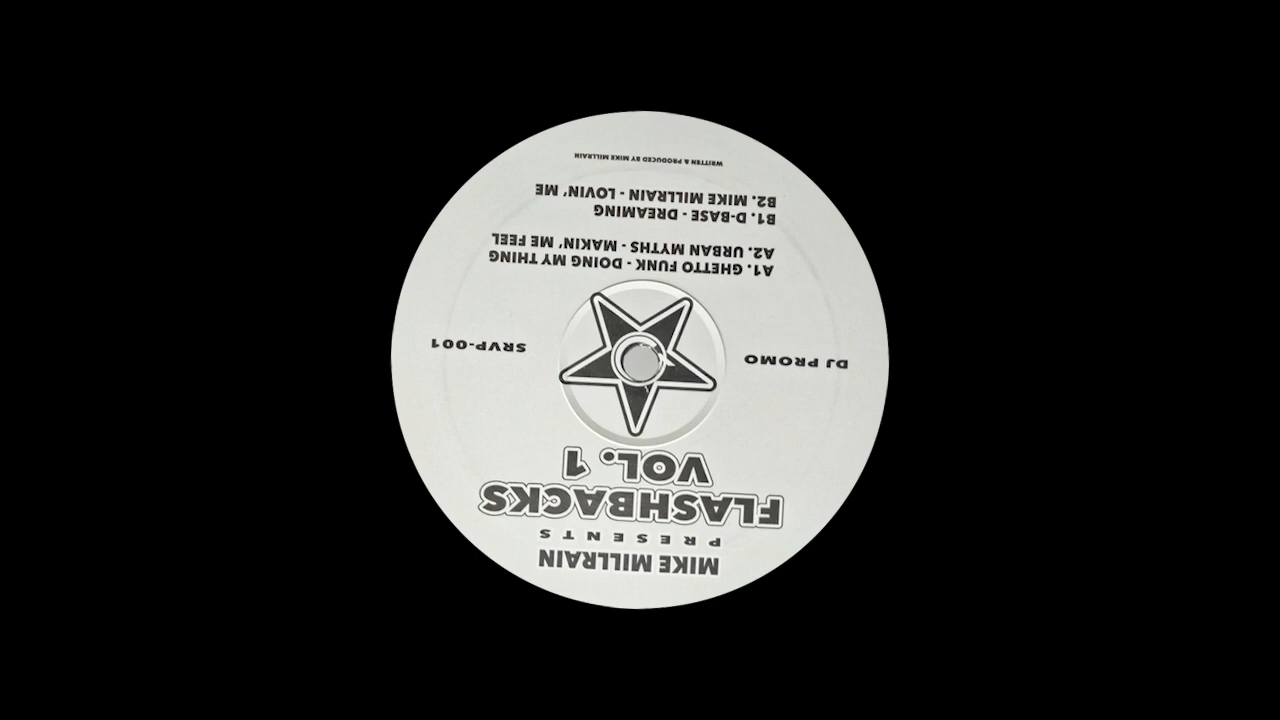 MIKE MILLRAIN
PRESENTS
FLASHBACKS
VOL. 1
DJ PROMO
SRVP-001
A1. GHETTO FUNK - DOING MY THING
A2. URBAN MYTHS - MAKIN' ME FEEL
B1. D-BASE - DREAMING
B2. MIKE MILLRAIN - LOVIN' ME
WRITTEN & PRODUCED BY MIKE MILLRAIN